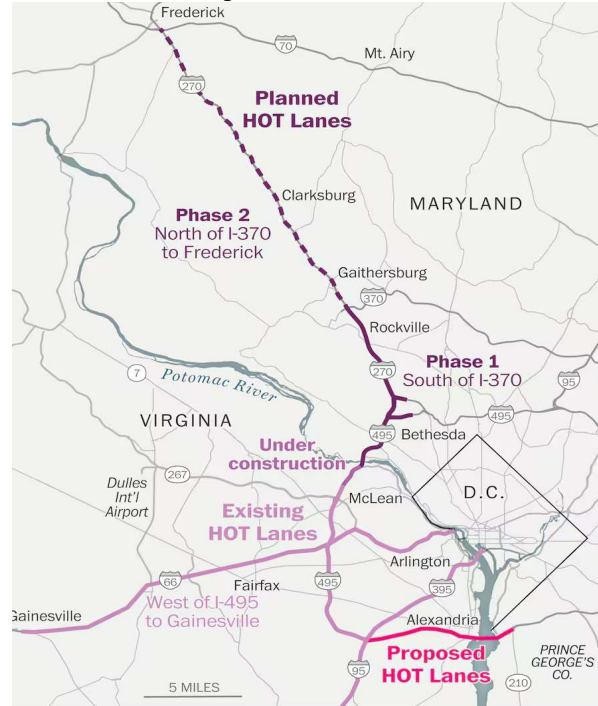 Frederick
70
Mt. Airy
270
Planned
HOT Lanes
Clarksburg
MARYLAND
Phase 2
North of I-370
to Frederick
Gaithersburg
370
Rockville
Phase 1
South of I-370
270
7
Potomac River
95
495
VIRGINIA
495
Bethesda
Under
construction
267
D.C.
McLean
Dulles
Int'l
Airport
Existing
HOT Lanes
Arlington
66
Fairfax
495
395
West of I-495
to Gainesville
Gainesville
Alexandria
Proposed
HOT Lanes
PRINCE
GEORGE'S
CO.
95
210
5 MILES